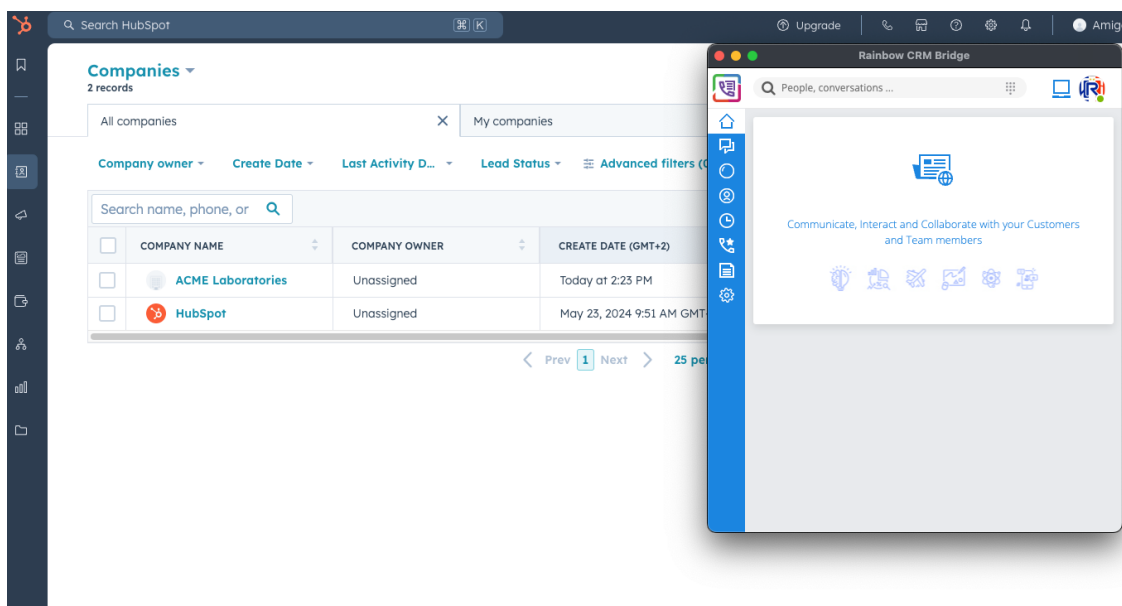 Search HubSpot
⌘ K
Upgrade
Amig
Companies
2 records
All companies
My companies
Company owner
Create Date
Last Activity D...
Lead Status
Advanced filters (0
Search name, phone, or
COMPANY NAME
COMPANY OWNER
CREATE DATE (GMT+2)
ACME Laboratories
Unassigned
Today at 2:23 PM
HubSpot
Unassigned
May 23, 2024 9:51 AM GMT+
Prev 1 Next
25 per
Rainbow CRM Bridge
People, conversations ...
Communicate, Interact and Collaborate with your Customers
and Team members